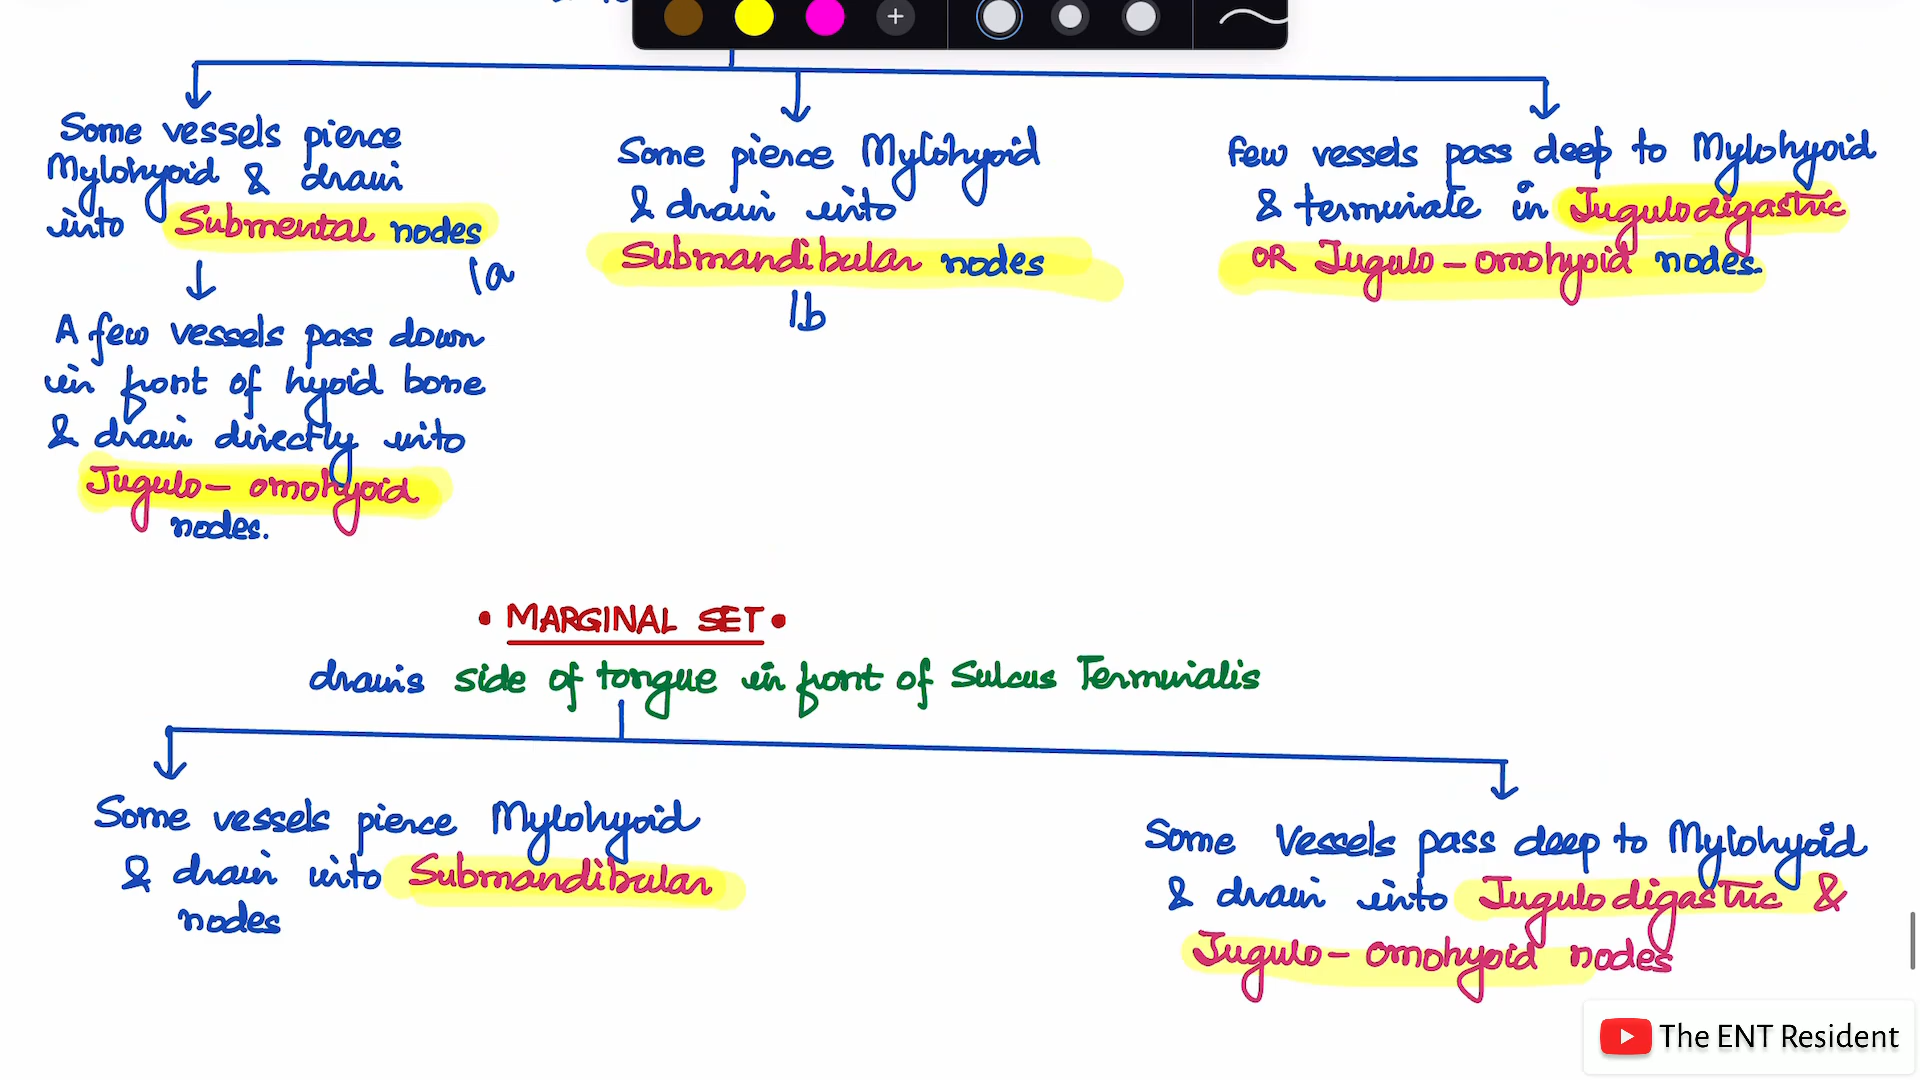 Some vessels pierce
Mylohyoid & drain
into Submental nodes
1a
A few vessels pass down
in front of hyoid bone
& drain directly into
Jugulo - omohyoid
nodes.
Some pierce Mylohyoid
& drain into
Submandibular nodes
1b
Few vessels pass deep to Mylohyoid
& terminate in Jugulodigastric
OR Jugulo - omohyoid nodes.
• MARGINAL SET •
drains side of tongue in front of Sulcus Terminalis
Some vessels pierce Mylohyoid
& drain into Submandibular
nodes
Some Vessels pass deep to Mylohyoid
& drain into Jugulodigastric &
Jugulo - omohyoid nodes
The ENT Resident